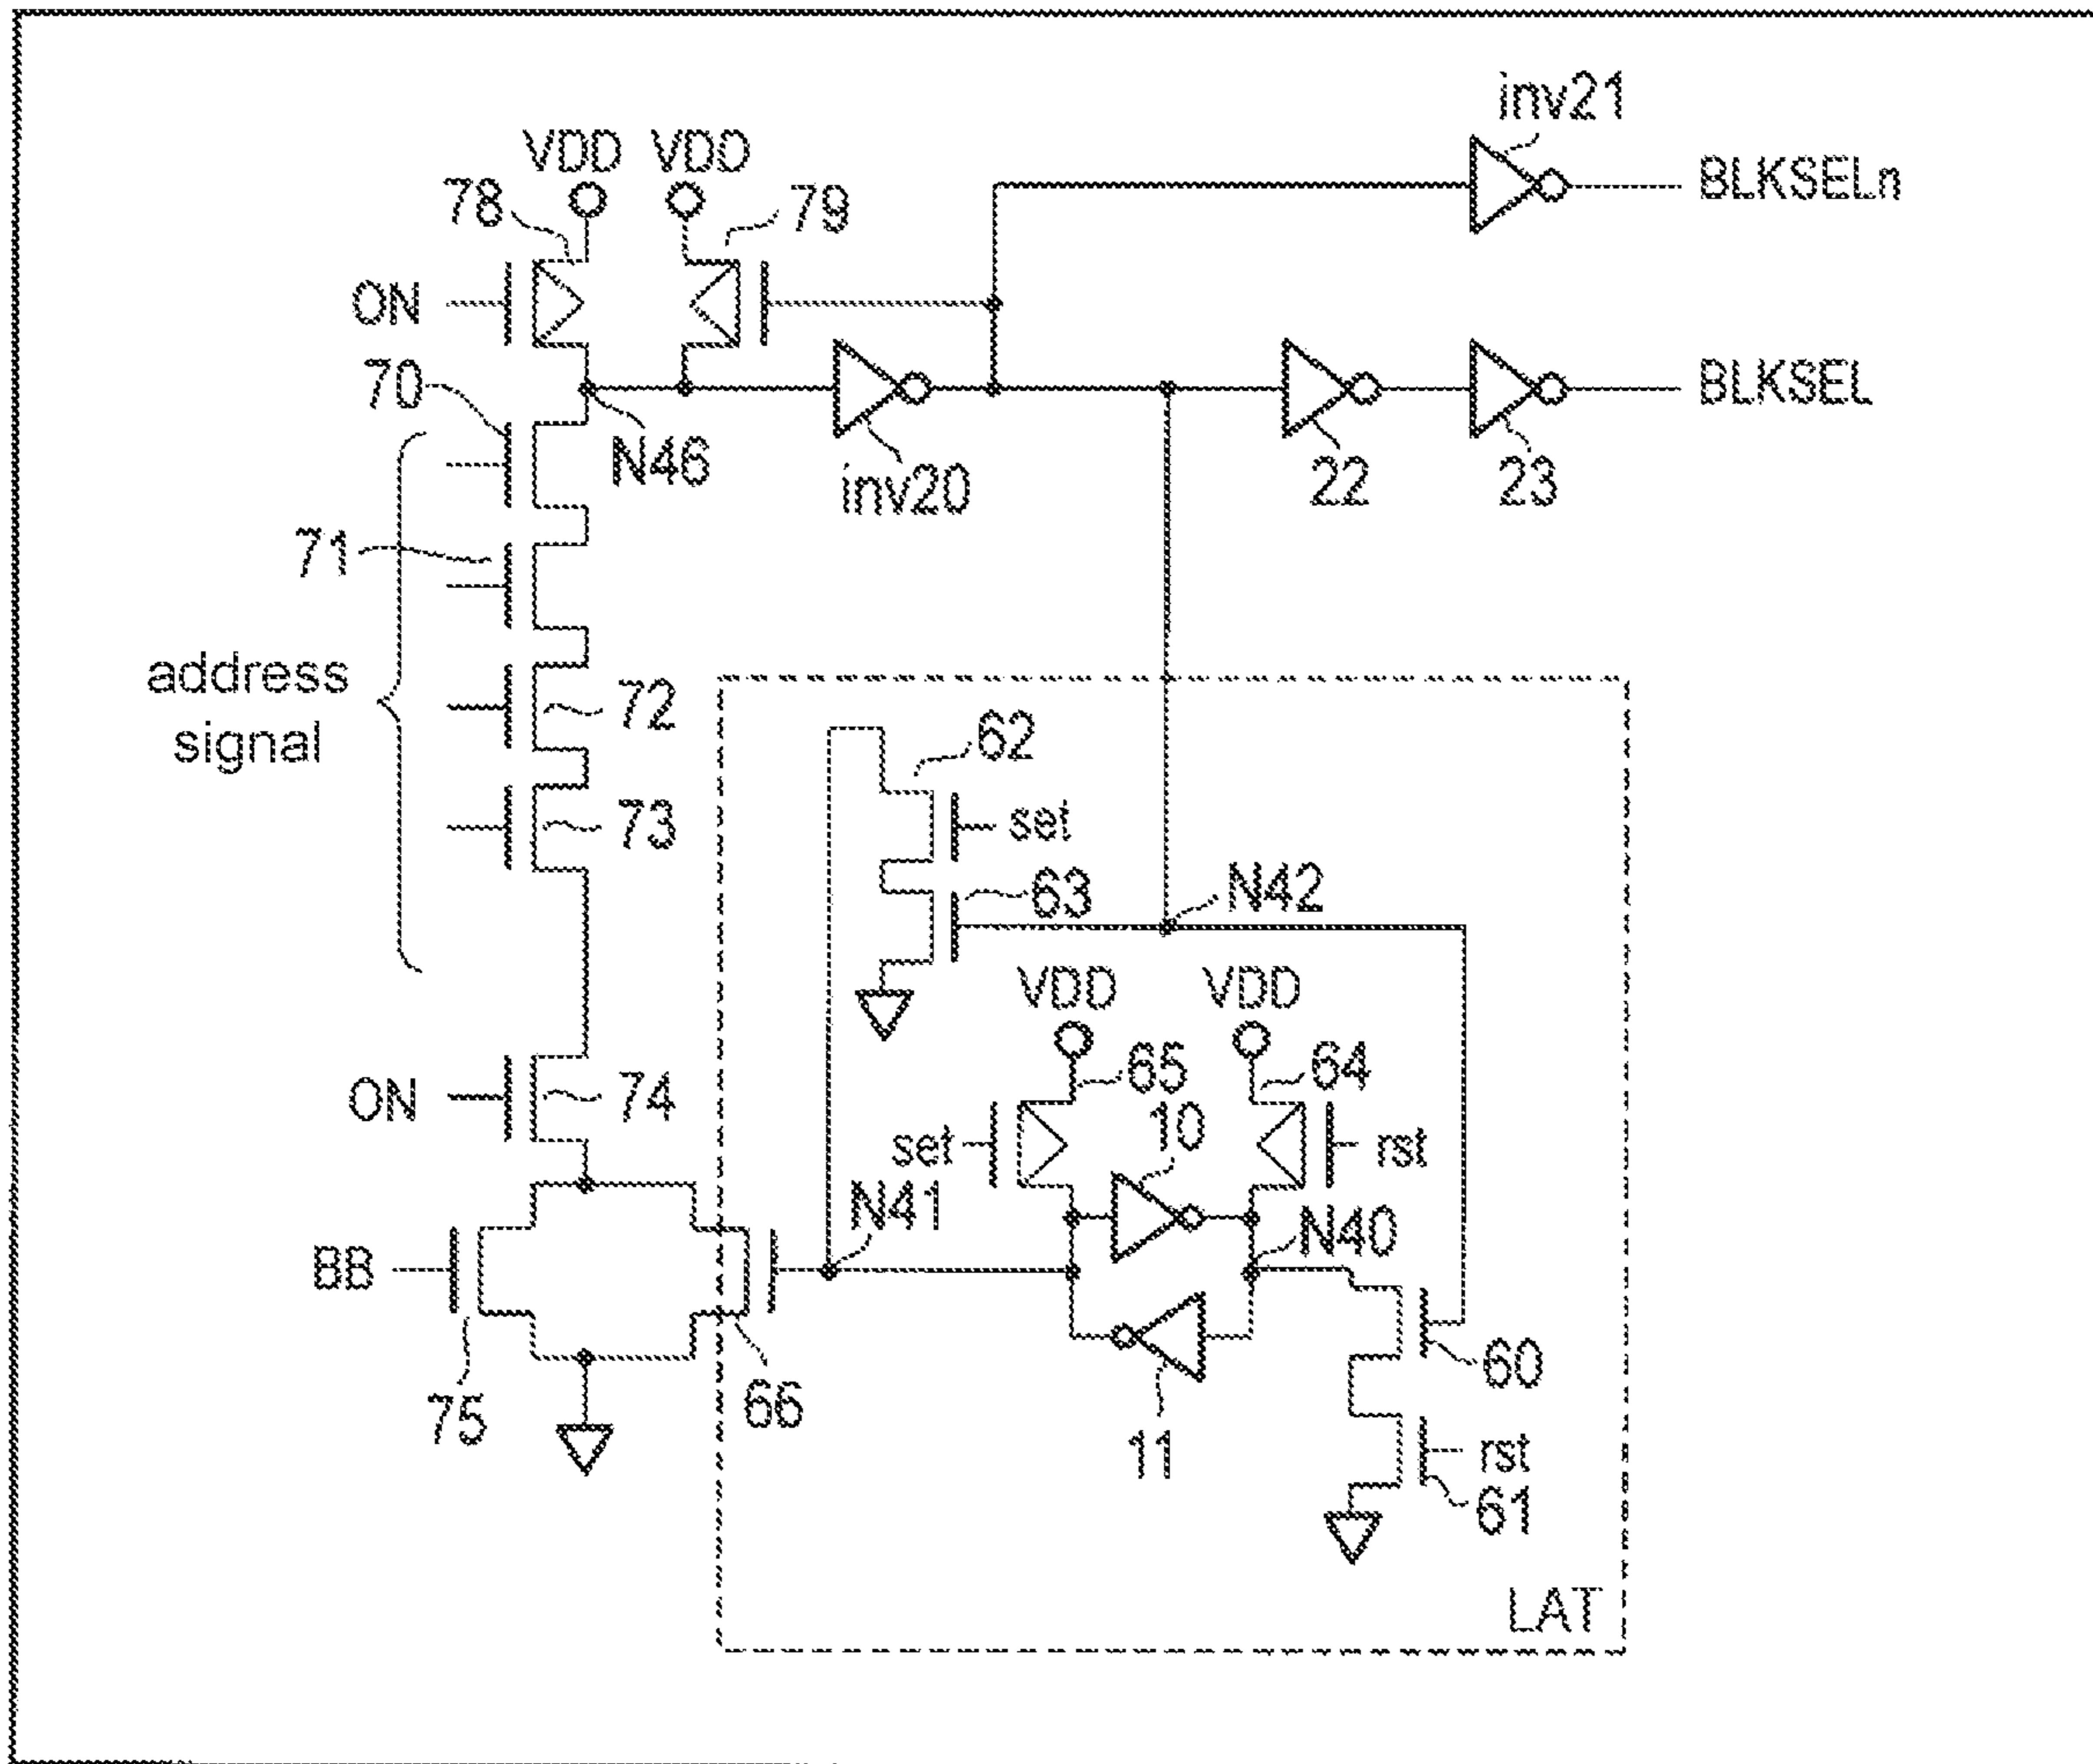 inv21
VDD VDD
BLKSELn
78
79
ON
70
BLKSEL
N46
inv20
22
23
71
address
signal
72
62
73
set
63
N42
VDD VDD
65
64
ON
74
10
set
rst
N41
N40
BB
60
75
66
11
rst
61
LAT